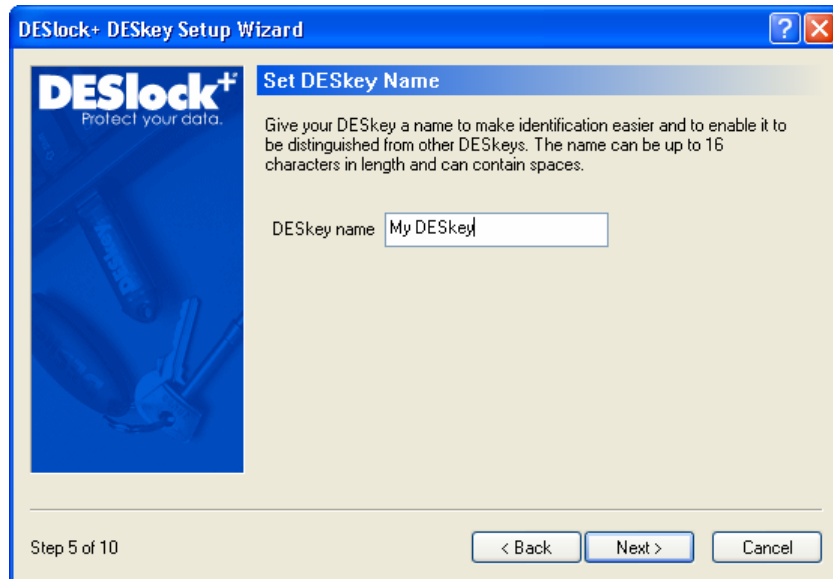 DESlock+ DESkey Setup Wizard
DESlock+
Protect your data.
DESkey
Set DESkey Name
Give your DESkey a name to make identification easier and to enable it to
be distinguished from other DESkeys. The name can be up to 16
characters in length and can contain spaces.
DESkey name My DESkey
Step 5 of 10
< Back Next > Cancel